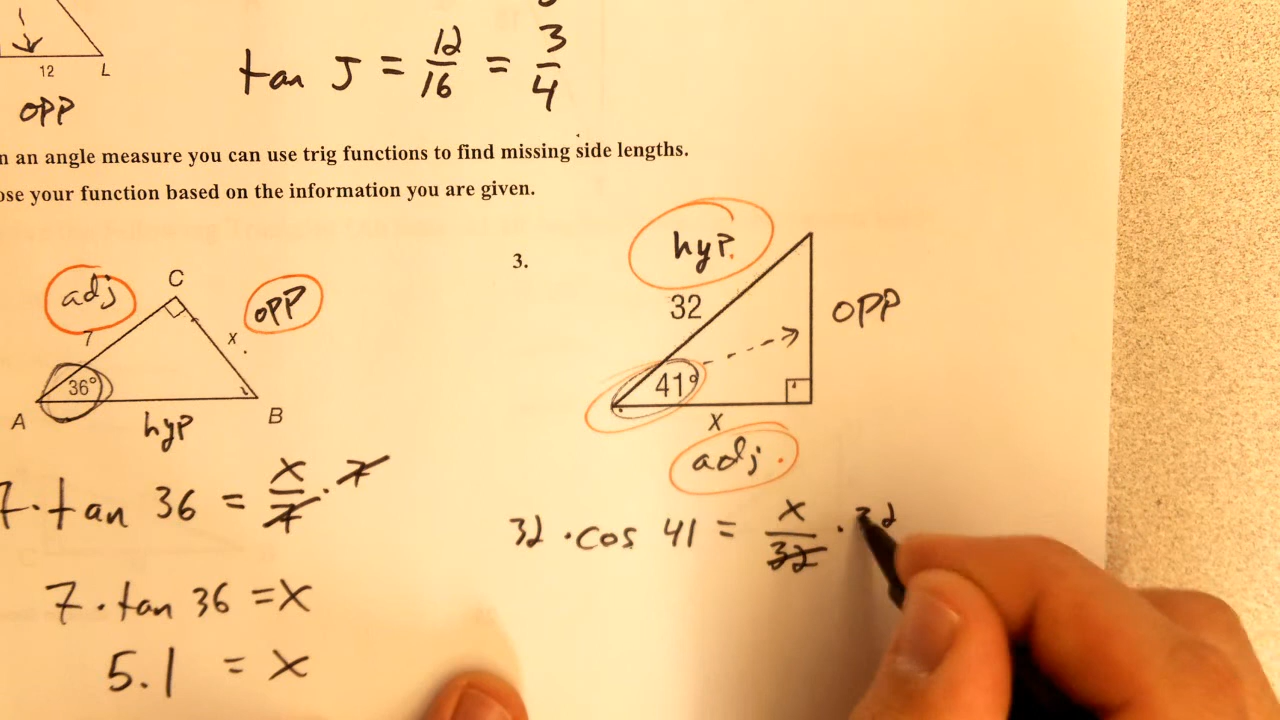 12 L
OPP
tan J = 12/16 = 3/4
n an angle measure you can use trig functions to find missing side lengths.
ose your function based on the information you are given.
adj
C
OPP
7
x
36°
A
B
hyp
7 · tan 36 = x/7 · 7
7 · tan 36 = x
5.1 = x
3.
hyp.
32
OPP
41°
x
adj.
32 · cos 41 = x/32 · 32